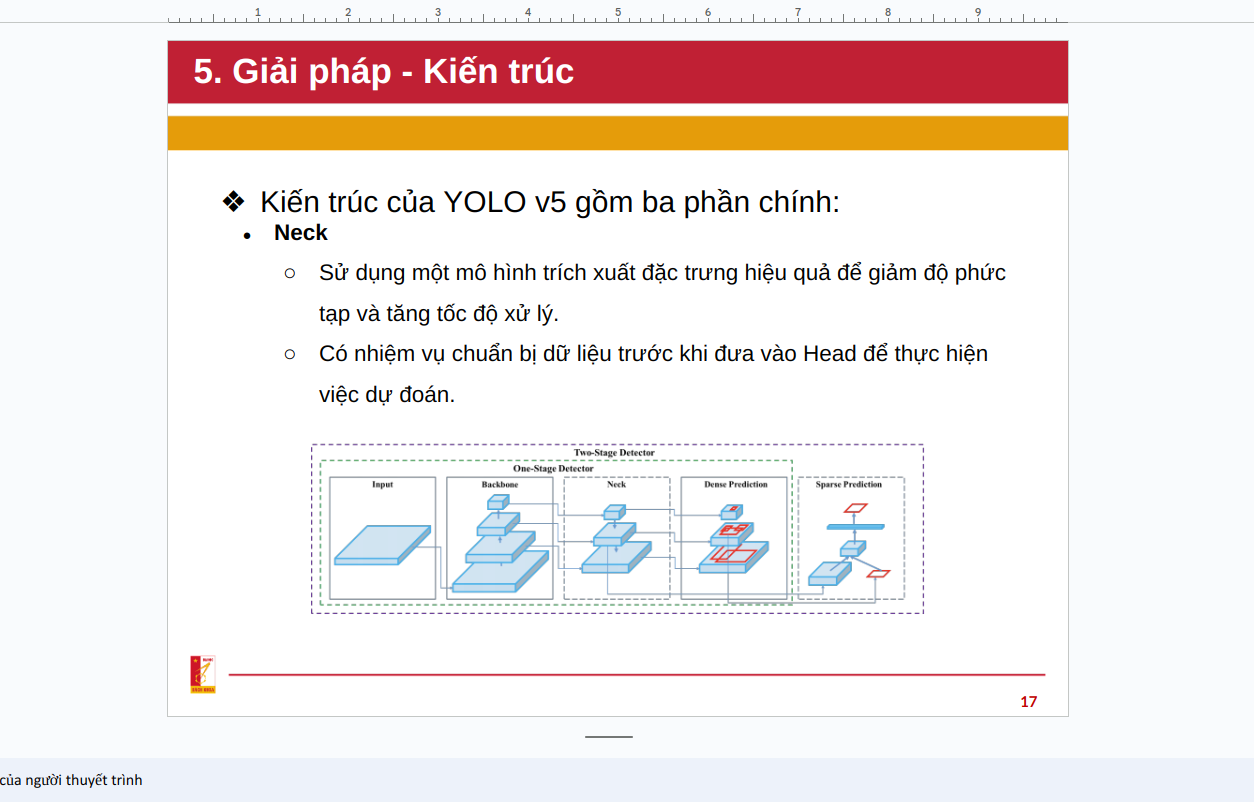 1 2 3 4 5 6 7 8 9
5. Giải pháp - Kiến trúc
❖ Kiến trúc của YOLO v5 gồm ba phần chính:
● Neck
○ Sử dụng một mô hình trích xuất đặc trưng hiệu quả để giảm độ phức
tạp và tăng tốc độ xử lý.
○ Có nhiệm vụ chuẩn bị dữ liệu trước khi đưa vào Head để thực hiện
việc dự đoán.
Two-Stage Detector
One-Stage Detector
Input Backbone Neck Dense Prediction Sparse Prediction
17
của người thuyết trình